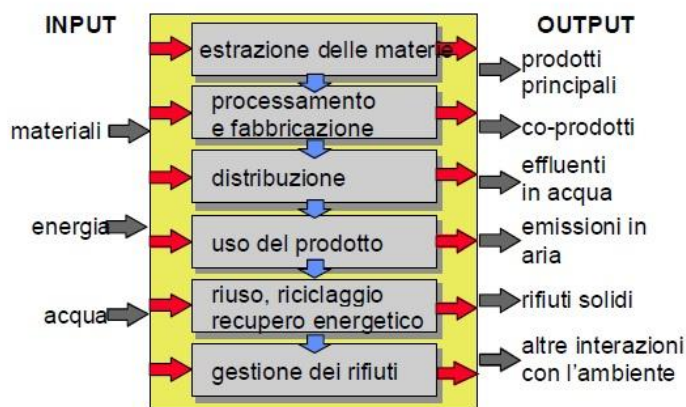 INPUT
OUTPUT
estrazione delle materie
processamento
e fabbricazione
distribuzione
uso del prodotto
riuso, riciclaggio
recupero energetico
gestione dei rifiuti
materiali
energia
acqua
prodotti
principali
co-prodotti
effluenti
in acqua
emissioni in
aria
rifiuti solidi
altre interazioni
con l'ambiente